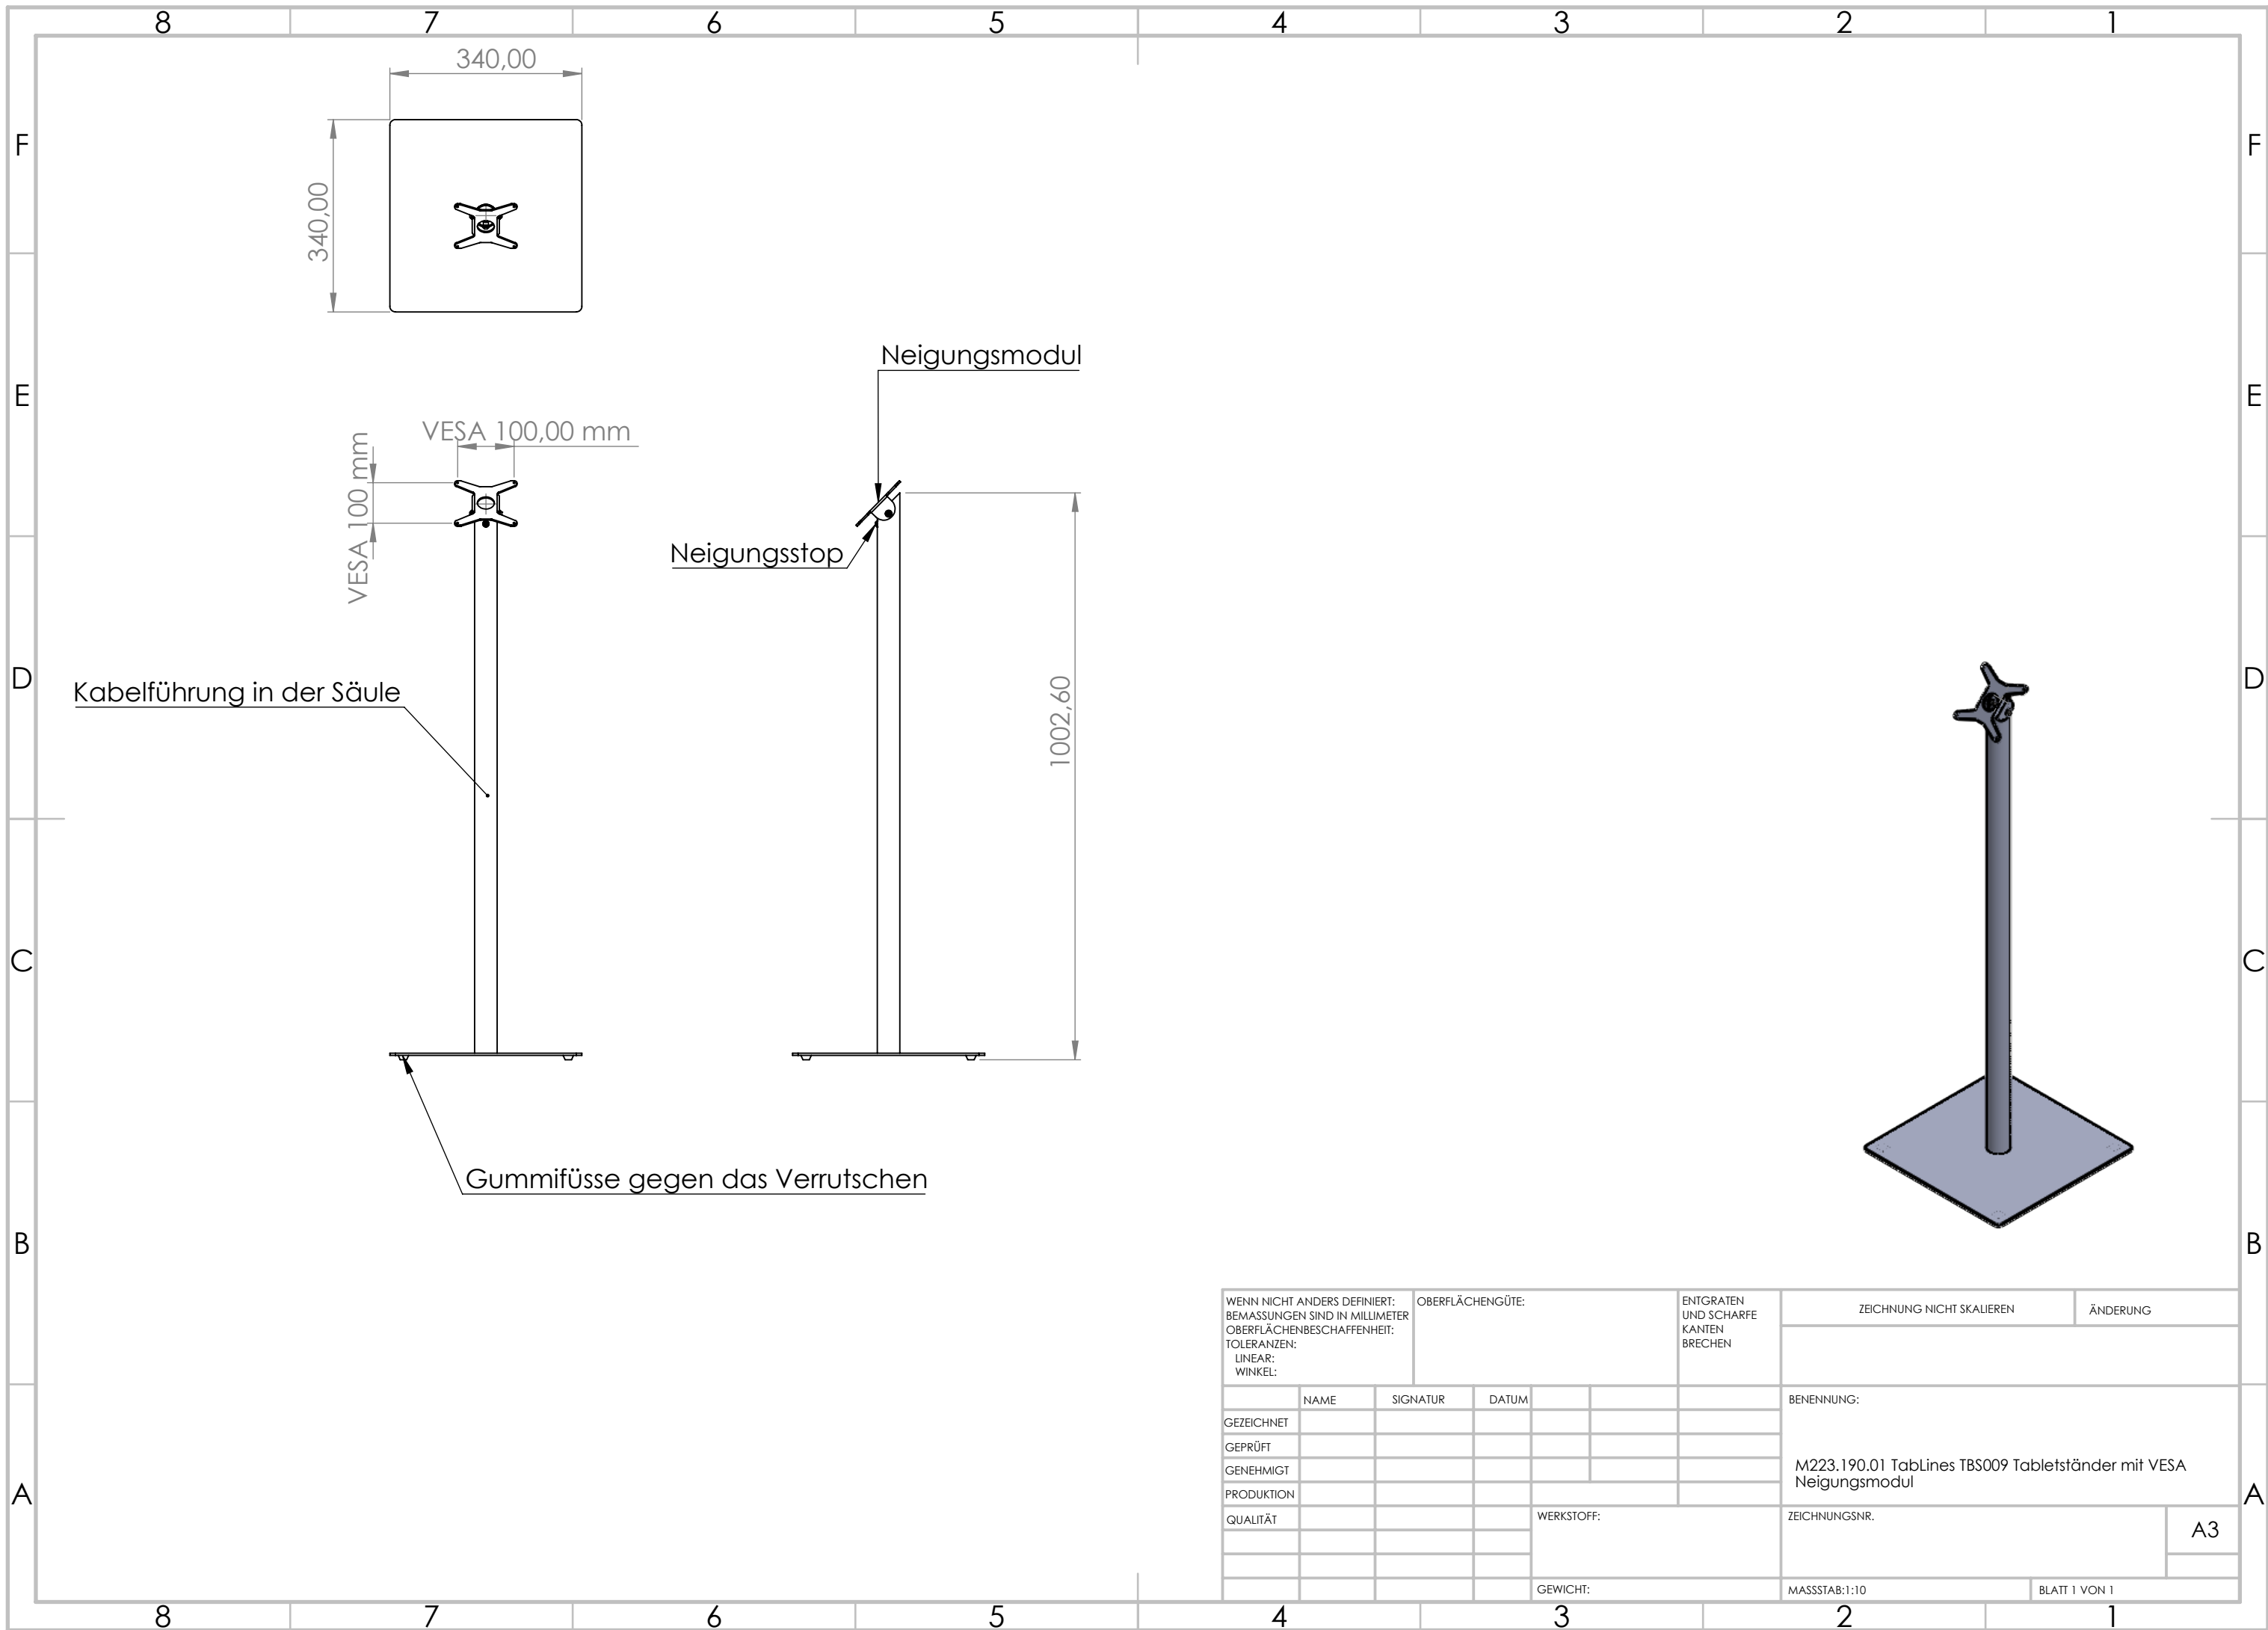 8 7 6 5 4 3 2 1
F F
E E
D D
C C
B B
A A
340,00
340,00
Neigungsmodul
VESA 100,00 mm
VESA 100 mm
Neigungsstop
1002,60
Kabelführung in der Säule
Gummifüsse gegen das Verrutschen
WENN NICHT ANDERS DEFINIERT:
BEMASSUNGEN SIND IN MILLIMETER
OBERFLÄCHENBESCHAFFENHEIT:
TOLERANZEN:
LINEAR:
WINKEL:
OBERFLÄCHENGÜTE:
ENTGRATEN
UND SCHARFE
KANTEN
BRECHEN
ZEICHNUNG NICHT SKALIEREN
ÄNDERUNG
NAME SIGNATUR DATUM
GEZEICHNET
GEPRÜFT
GENEHMIGT
PRODUKTION
QUALITÄT
BENENNUNG:
M223.190.01 TabLines TBS009 Tabletständer mit VESA
Neigungsmodul
WERKSTOFF:
ZEICHNUNGSNR.
A3
GEWICHT:
MASSSTAB:1:10
BLATT 1 VON 1
8 7 6 5 4 3 2 1